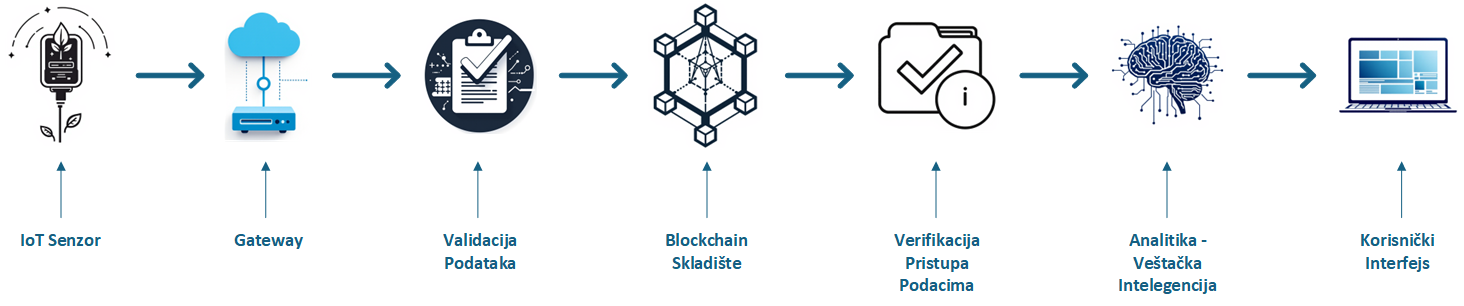 IoT Senzor
Gateway
Validacija
Podataka
Blockchain
Skladište
Verifikacija
Pristupa
Podacima
Analitika -
Veštačka
Intelegencija
Korisnički
Interfejs